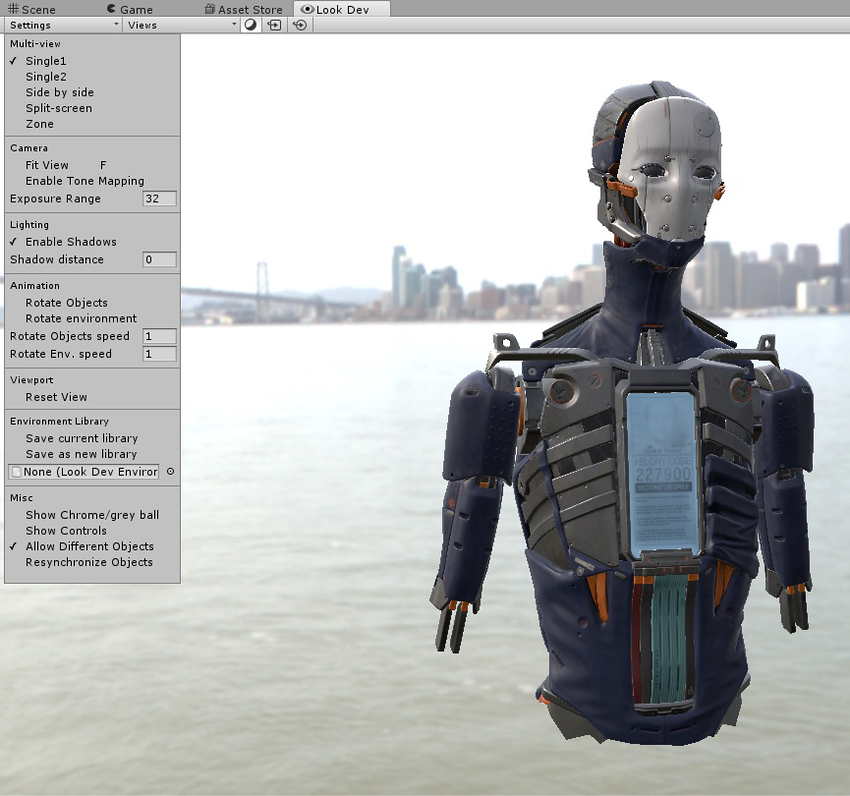 Scene Game Asset Store Look Dev
Settings Views
Multi-view
Single1
Single2
Side by side
Split-screen
Zone
Camera
Fit View F
Enable Tone Mapping
Exposure Range 32
Lighting
Enable Shadows
Shadow distance 0
Animation
Rotate Objects
Rotate environment
Rotate Objects speed 1
Rotate Env. speed 1
Viewport
Reset View
Environment Library
Save current library
Save as new library
None (Look Dev Enviror
Misc
Show Chrome/grey ball
Show Controls
Allow Different Objects
Resynchronize Objects
FELONY CODE
227900